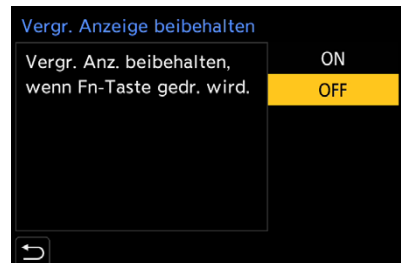 Vergr. Anzeige beibehalten
Vergr. Anz. beibehalten,
wenn Fn-Taste gedr. wird.
ON
OFF